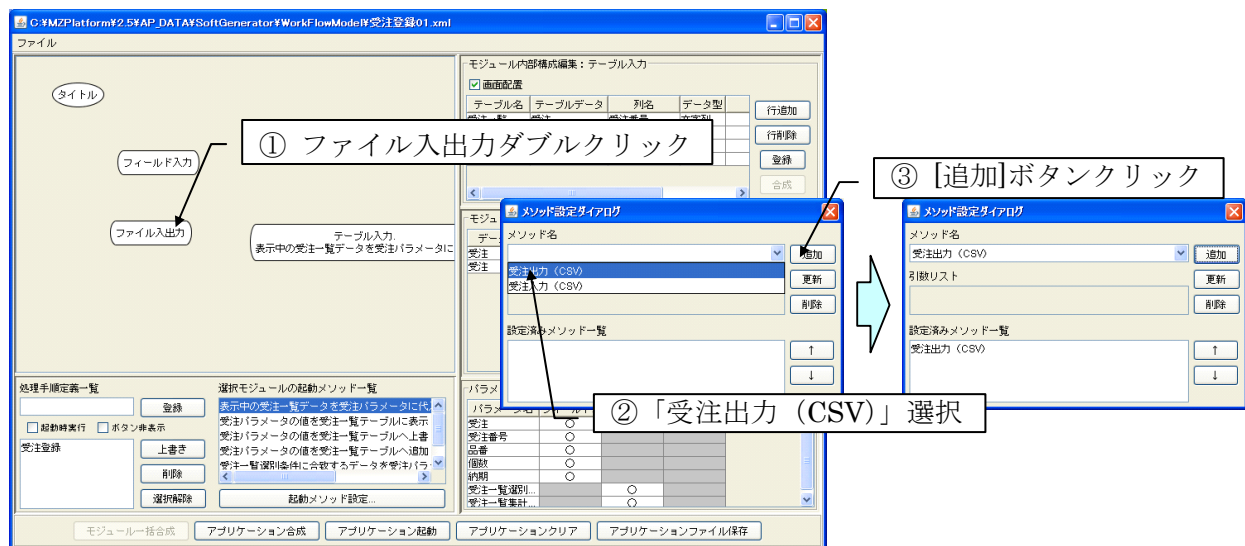 C:¥MZPlatform¥2.5¥AP_DATA¥SoftGenerator¥WorkFlowModel¥受注登録01.xml
ファイル
タイトル
フィールド入力
ファイル入出力
テーブル入力.
表示中の受注一覧データを受注パラメータに
① ファイル入出力ダブルクリック
モジュール内部構成編集：テーブル入力
画面配置
テーブル名 テーブルデータ 列名 データ型
行追加
行削除
登録
合成
③ [追加]ボタンクリック
メソッド設定ダイアログ
メソッド名
追加
受注出力（CSV）
受注入力（CSV）
更新
削除
設定済みメソッド一覧
↑
↓
②「受注出力（CSV）」選択
メソッド設定ダイアログ
メソッド名
受注出力（CSV）
追加
引数リスト
更新
削除
設定済みメソッド一覧
受注出力（CSV）
↑
↓
受注
受注
処理手順定義一覧
登録
起動時実行 ボタン非表示
受注登録
上書き
削除
選択解除
選択モジュールの起動メソッド一覧
表示中の受注一覧データを受注パラメータに代
受注パラメータの値を受注一覧テーブルに表示
受注パラメータの値を受注一覧テーブルへ上書
受注パラメータの値を受注一覧テーブルへ追加
受注一覧選別条件に合致するデータを受注パラ
起動メソッド設定...
受注 ○
受注番号 ○
品番 ○
個数 ○
納期 ○
受注一覧選別... ○
受注一覧集計... ○
モジュール一括合成 アプリケーション合成 アプリケーション起動 アプリケーションクリア アプリケーションファイル保存